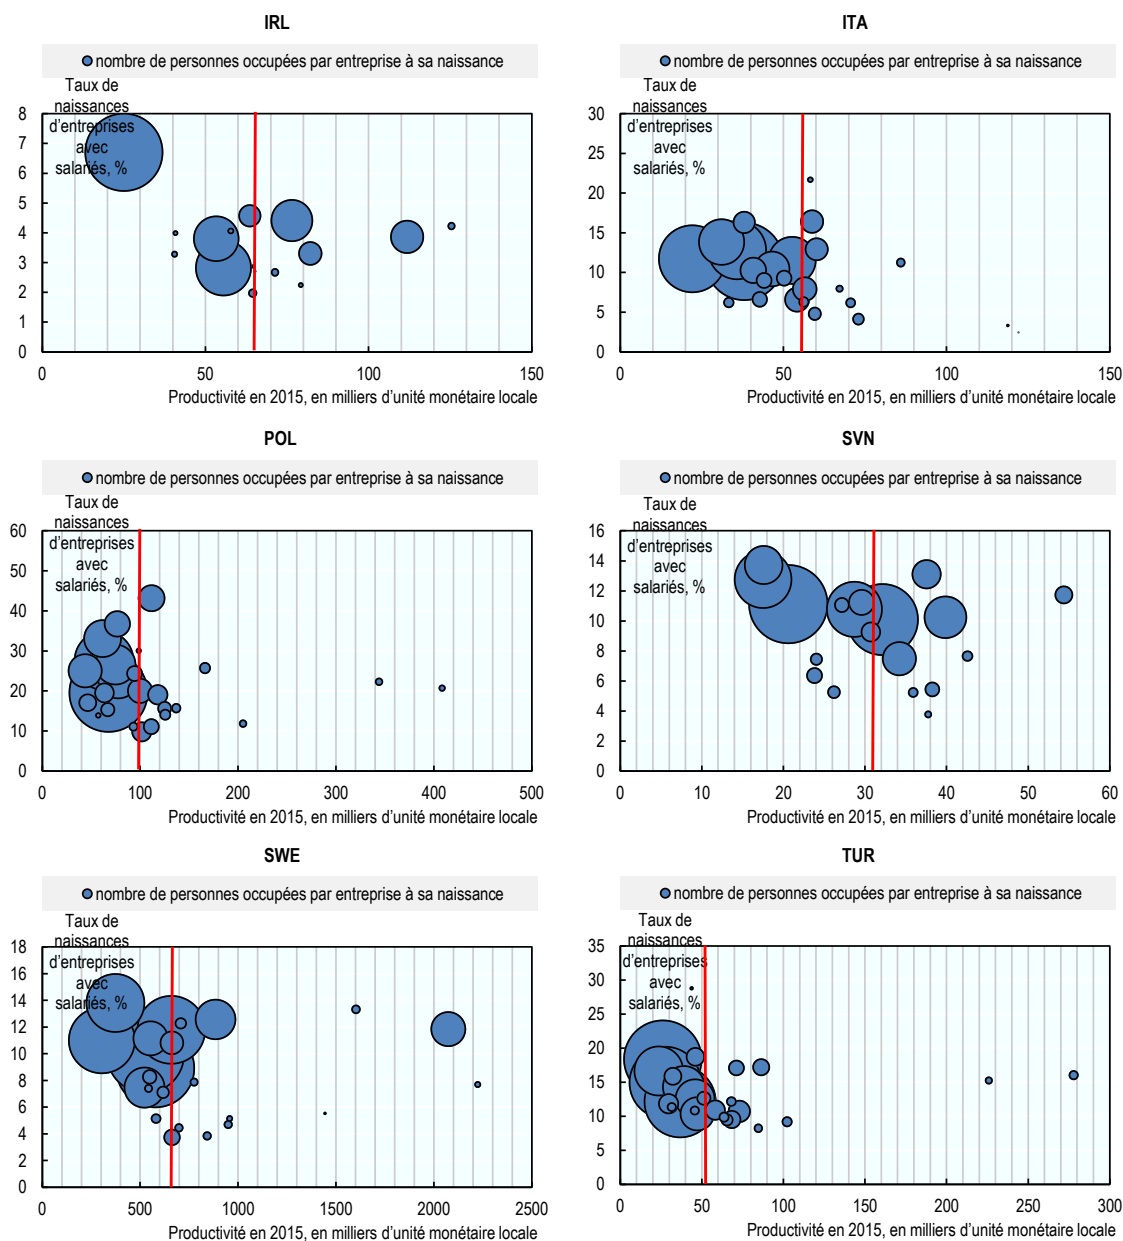 IRL
nombre de personnes occupées par entreprise à sa naissance
Taux de
naissances
d'entreprises
avec
salariés, %
8
7
6
5
4
3
2
1
0
0 50 100 150
Productivité en 2015, en milliers d'unité monétaire locale
ITA
nombre de personnes occupées par entreprise à sa naissance
Taux de
naissances
d'entreprises
avec
salariés, %
30
25
20
15
10
5
0
0 50 100 150
Productivité en 2015, en milliers d'unité monétaire locale
POL
nombre de personnes occupées par entreprise à sa naissance
Taux de
naissances
d'entreprises
avec
salariés, %
60
50
40
30
20
10
0
0 100 200 300 400 500
Productivité en 2015, en milliers d'unité monétaire locale
SVN
nombre de personnes occupées par entreprise à sa naissance
Taux de
naissances
d'entreprises
avec
salariés, %
16
14
12
10
8
6
4
2
0
0 10 20 30 40 50 60
Productivité en 2015, en milliers d'unité monétaire locale
SWE
nombre de personnes occupées par entreprise à sa naissance
Taux de
naissances
d'entreprises
avec
salariés, %
18
16
14
12
10
8
6
4
2
0
0 500 1000 1500 2000 2500
Productivité en 2015, en milliers d'unité monétaire locale
TUR
nombre de personnes occupées par entreprise à sa naissance
Taux de
naissances
d'entreprises
avec
salariés, %
35
30
25
20
15
10
5
0
0 50 100 150 200 250 300
Productivité en 2015, en milliers d'unité monétaire locale